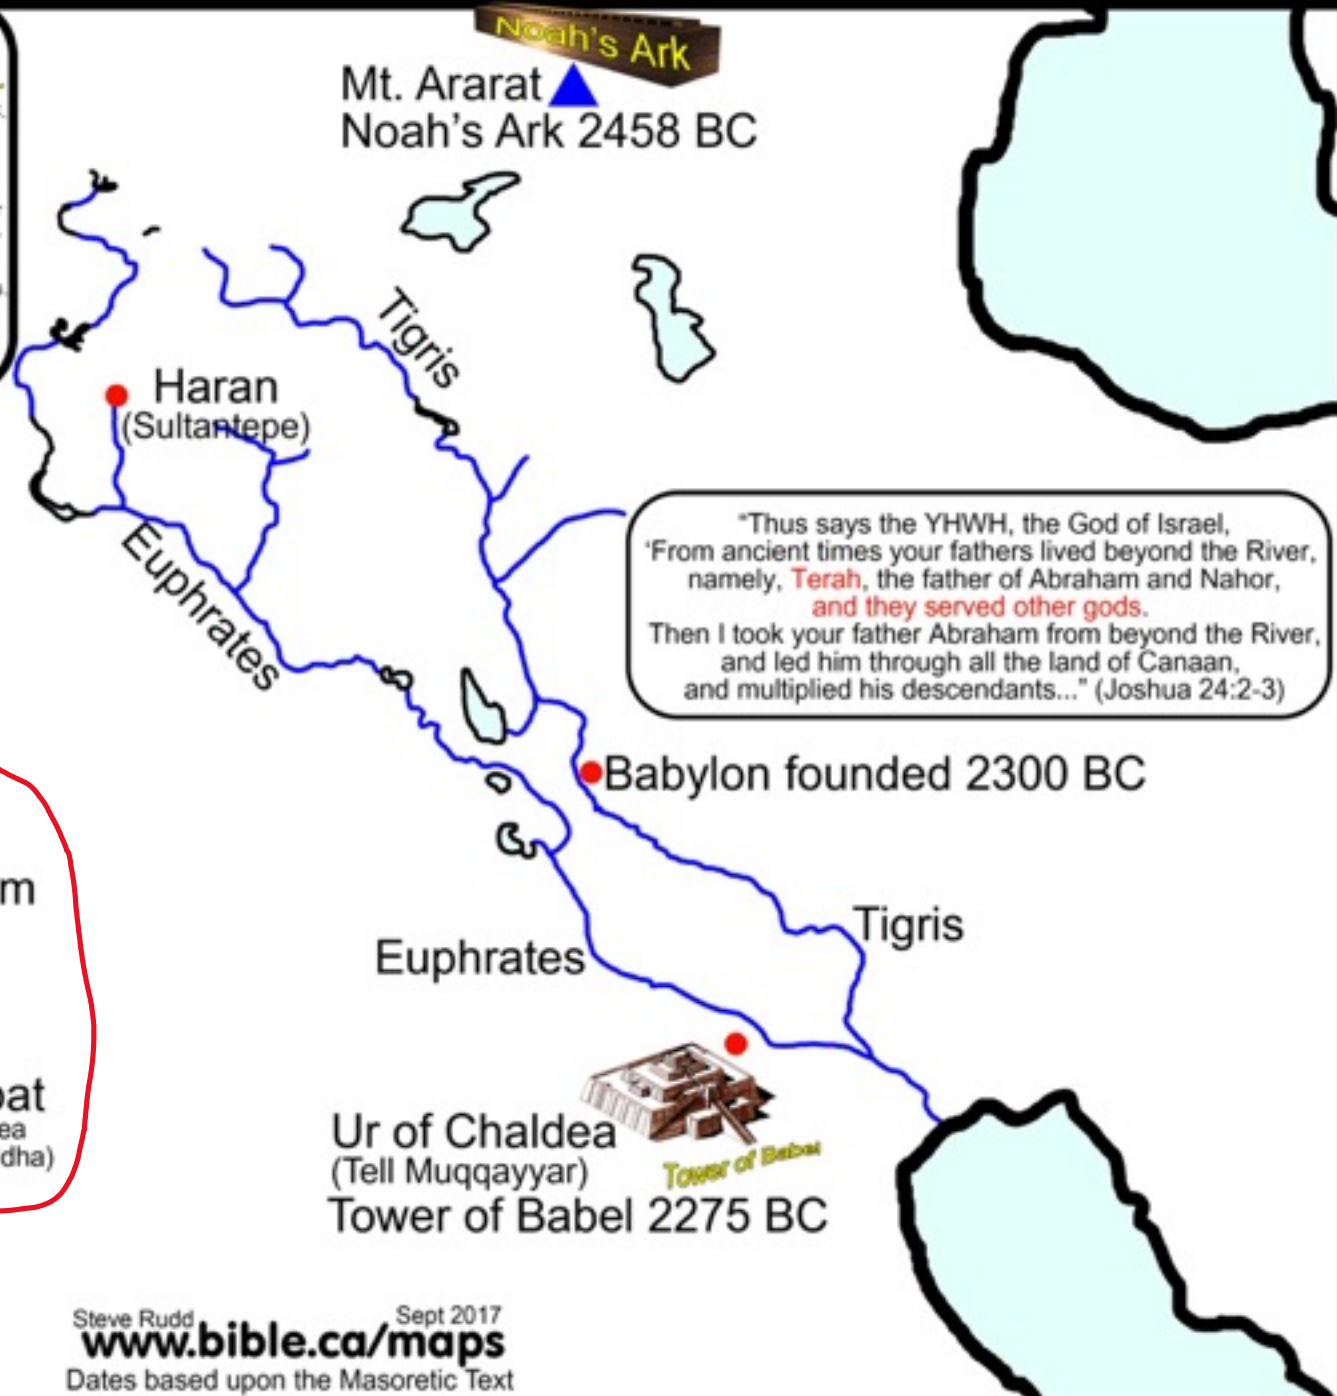 Noah's Ark
Mt. Ararat
Noah's Ark 2458 BC
Tigris
Haran
(Sultantepe)
Euphrates
"Thus says the YHWH, the God of Israel,
'From ancient times your fathers lived beyond the River,
namely, Terah, the father of Abraham and Nahor,
and they served other gods.
Then I took your father Abraham from beyond the River,
and led him through all the land of Canaan,
and multiplied his descendants..." (Joshua 24:2-3)
Babylon founded 2300 BC
m
Tigris
Euphrates
oat
ea
dha)
Ur of Chaldea
(Tell Muqqayyar)
Tower of Babel
Tower of Babel 2275 BC
Steve Rudd Sept 2017
www.bible.ca/maps
Dates based upon the Masoretic Text